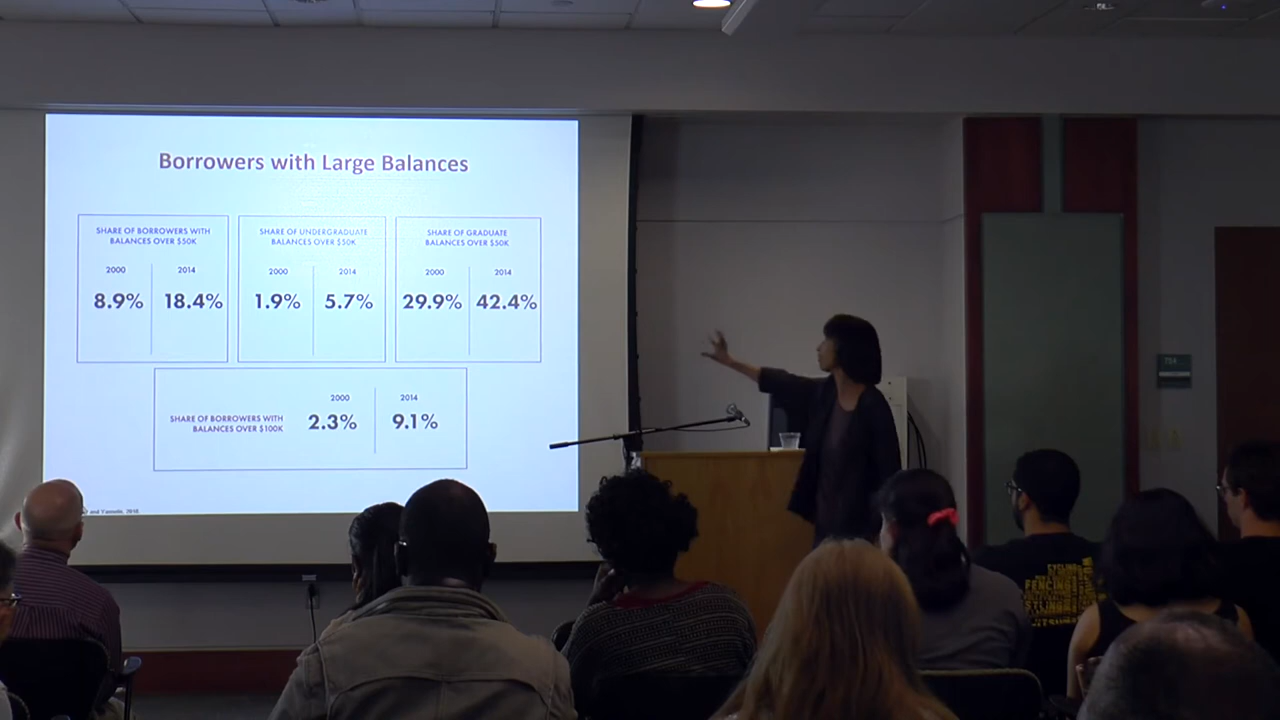 Borrowers with Large Balances
SHARE OF BORROWERS WITH
BALANCES OVER $50K
2000 2014
8.9% 18.4%
SHARE OF UNDERGRADUATE
BALANCES OVER $50K
2000 2014
1.9% 5.7%
SHARE OF GRADUATE
BALANCES OVER $50K
2000 2014
29.9% 42.4%
SHARE OF BORROWERS WITH
BALANCES OVER $100K
2000 2014
2.3% 9.1%
CYCLING
FENCING